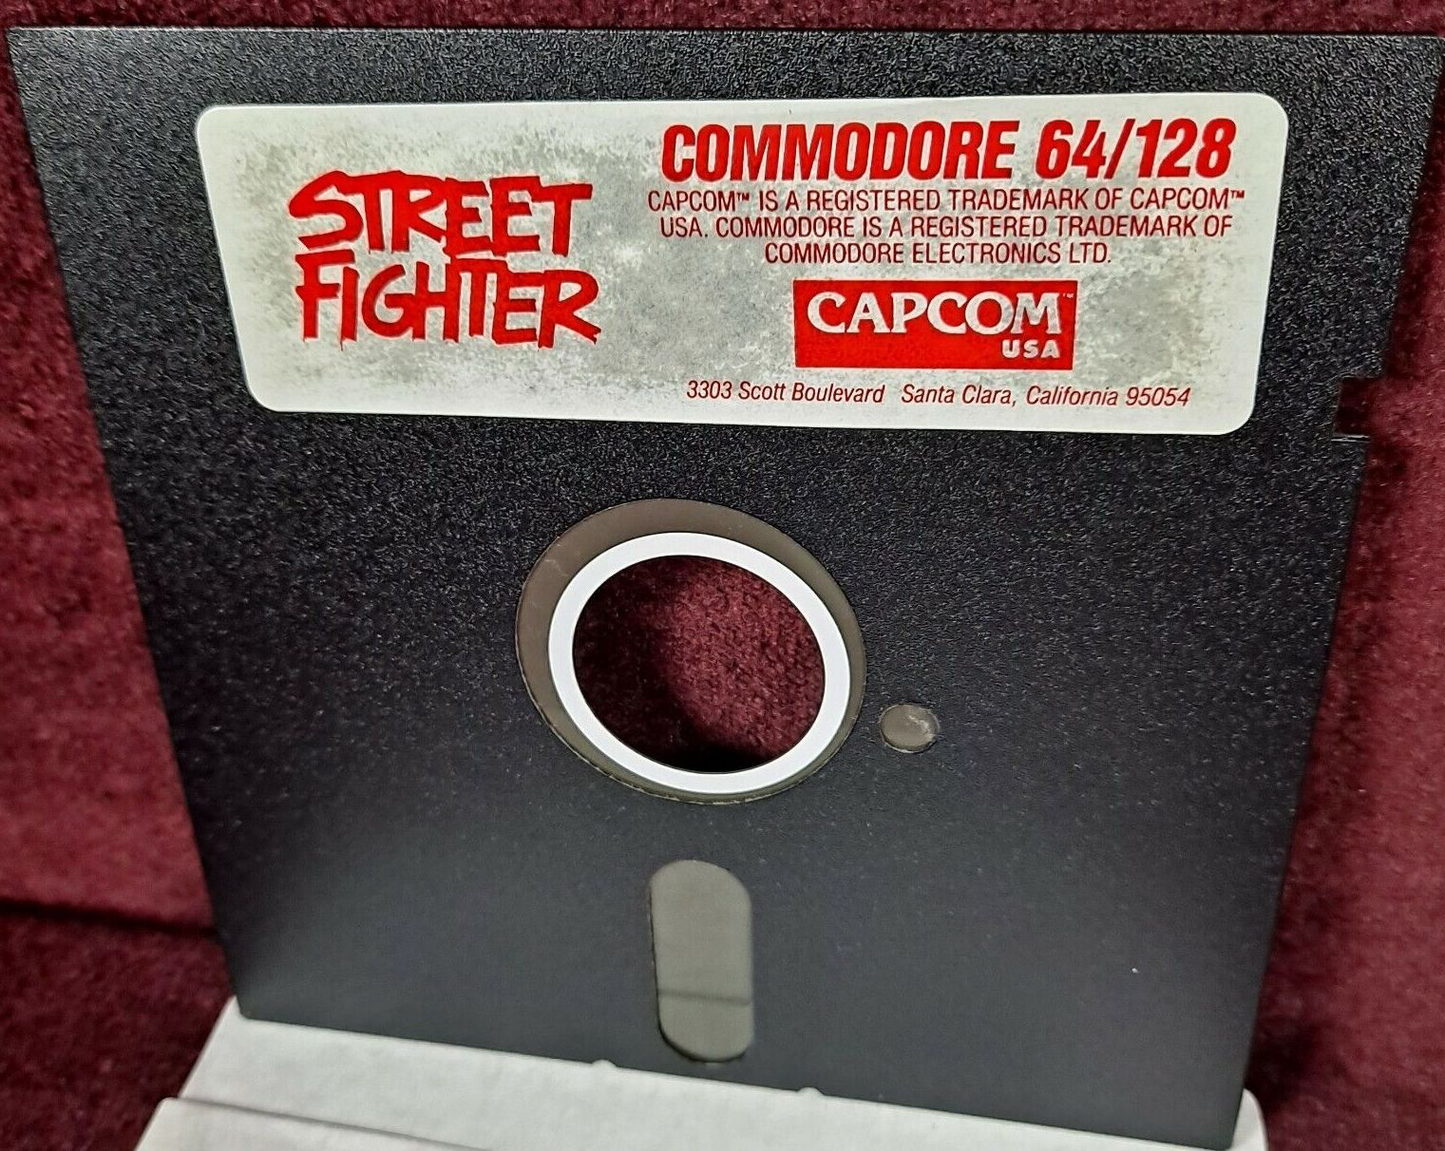 STREET
FIGHTER
COMMODORE 64/128
CAPCOM™ IS A REGISTERED TRADEMARK OF CAPCOM™
USA. COMMODORE IS A REGISTERED TRADEMARK OF
COMMODORE ELECTRONICS LTD.
CAPCOM™
USA
3303 Scott Boulevard Santa Clara, California 95054